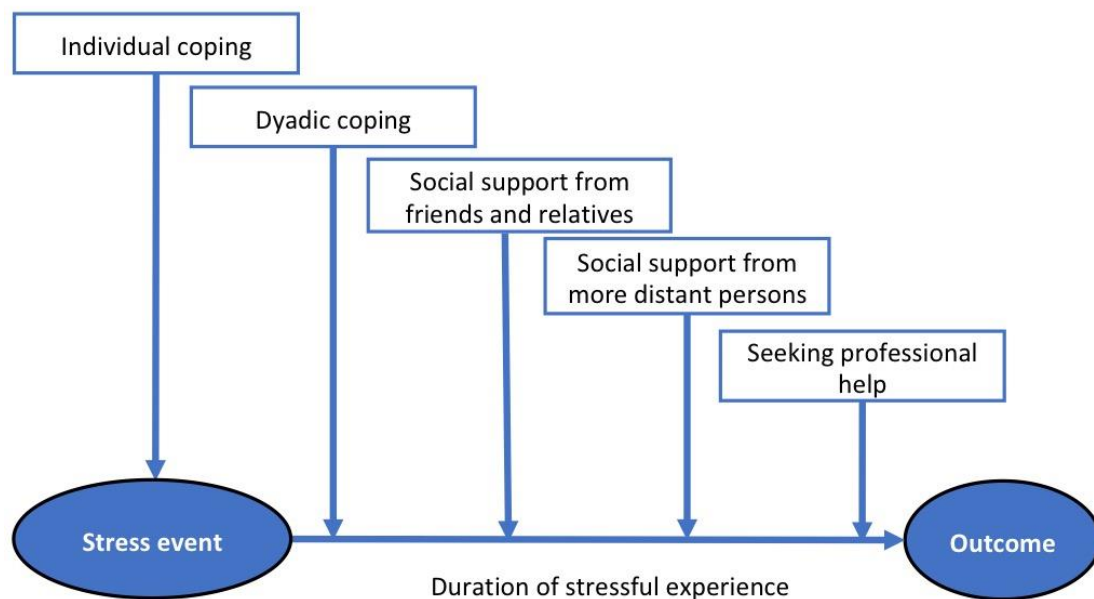 Individual coping
Dyadic coping
Social support from
friends and relatives
Social support from
more distant persons
Seeking professional
help
Stress event
Outcome
Duration of stressful experience